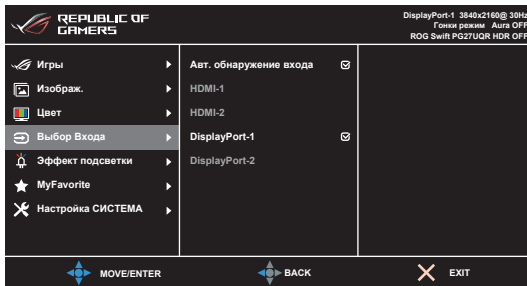 REPUBLIC OF
GAMERS
DisplayPort-1 3840x2160@ 30Hz
Гонки режим Aura OFF
ROG Swift PG27UQR HDR OFF
Игры
Изображ.
Цвет
Выбор Входа
Эффект подсветки
MyFavorite
Настройка СИСТЕМА
Авт. обнаружение входа
HDMI-1
HDMI-2
DisplayPort-1
DisplayPort-2
MOVE/ENTER
BACK
EXIT